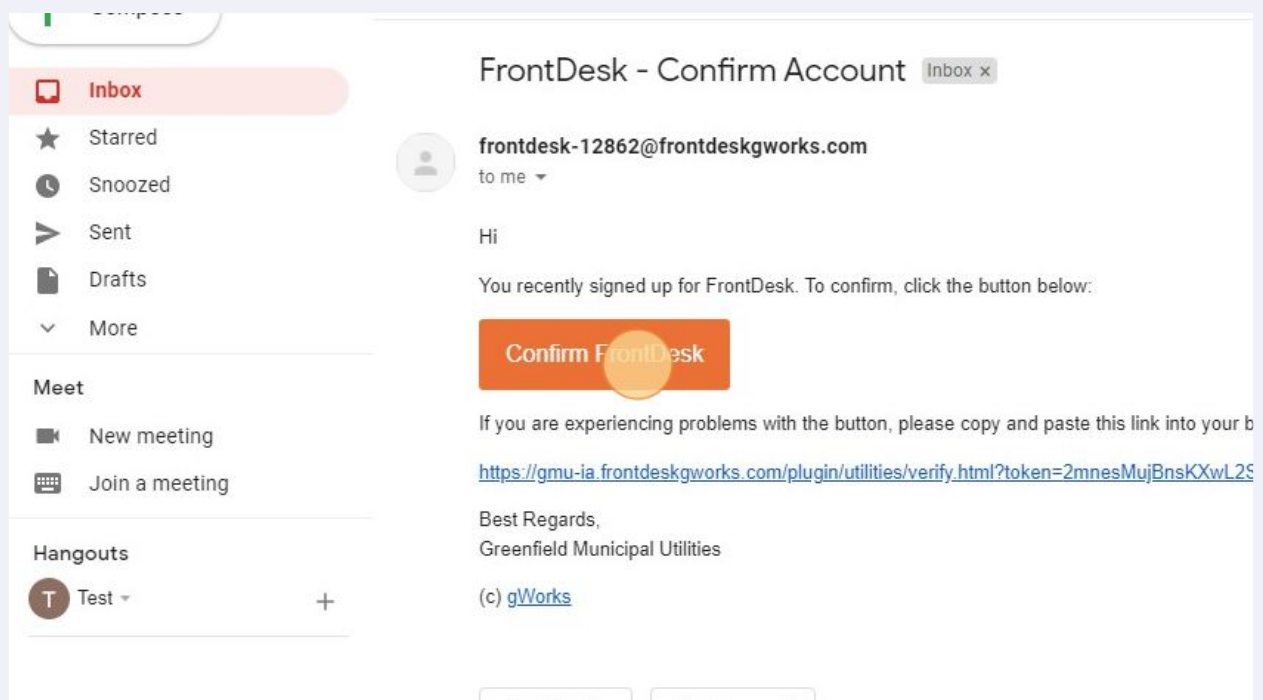 Compose
Inbox
Starred
Snoozed
Sent
Drafts
More
Meet
New meeting
Join a meeting
Hangouts
T Test
FrontDesk - Confirm Account Inbox x
frontdesk-12862@frontdeskgworks.com
to me
Hi
You recently signed up for FrontDesk. To confirm, click the button below:
Confirm FrontDesk
If you are experiencing problems with the button, please copy and paste this link into your b
https://gmu-ia.frontdeskgworks.com/plugin/utilities/verify.html?token=2mnesMujBnsKXwL2S
Best Regards,
Greenfield Municipal Utilities
(c) gWorks